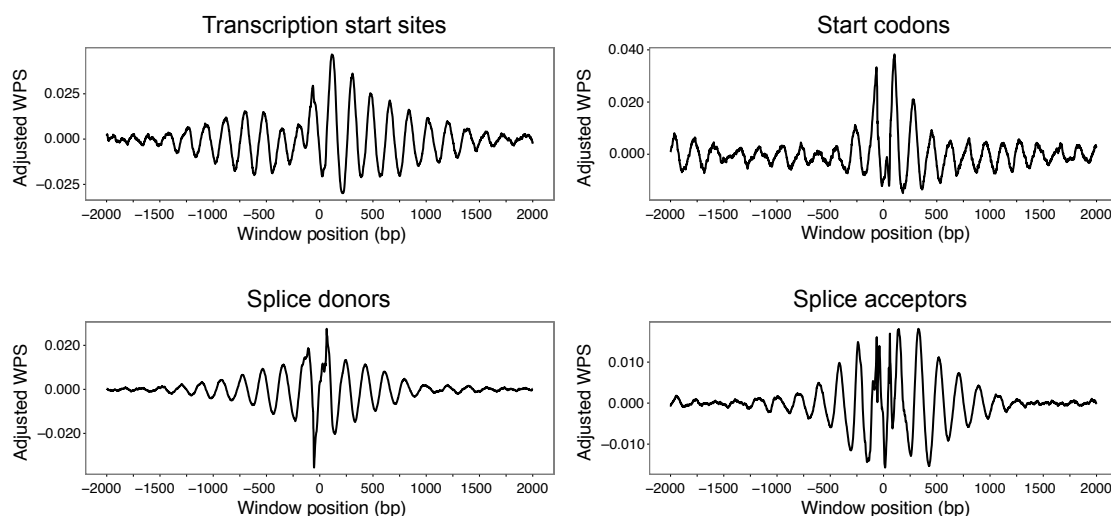 Transcription start sites
Adjusted WPS
0.025
0.000
−0.025
−2000 −1500 −1000 −500 0 500 1000 1500 2000
Window position (bp)
Start codons
Adjusted WPS
0.040
0.020
0.000
−2000 −1500 −1000 −500 0 500 1000 1500 2000
Window position (bp)
Splice donors
Adjusted WPS
0.020
0.000
−0.020
−2000 −1500 −1000 −500 0 500 1000 1500 2000
Window position (bp)
Splice acceptors
Adjusted WPS
0.010
0.000
−0.010
−2000 −1500 −1000 −500 0 500 1000 1500 2000
Window position (bp)